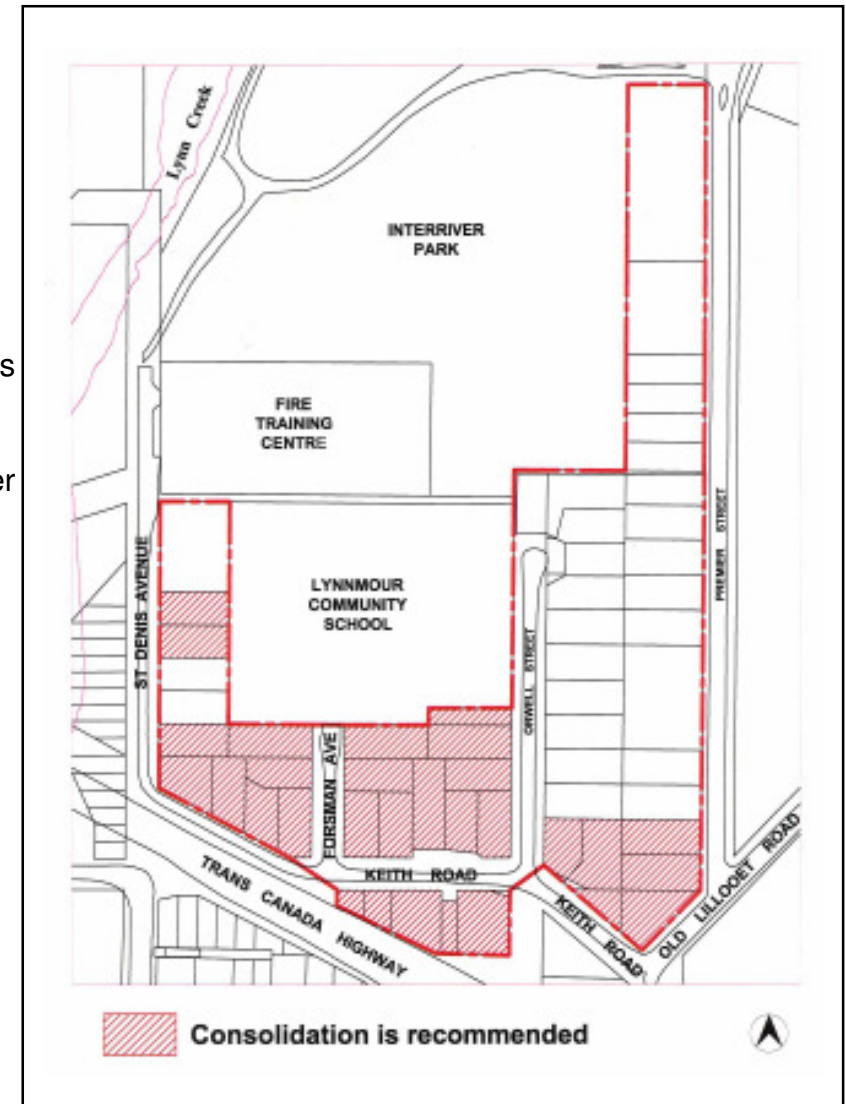 s
er
Lynn Creek
INTERRIVER
PARK
FIRE
TRAINING
CENTRE
LYNNMOUR
COMMUNITY
SCHOOL
ST DENIS AVENUE
PREMIER STREET
ORWELL STREET
FORSMAN AVE
KEITH ROAD
TRANS CANADA HIGHWAY
KEITH ROAD
OLD LILLOOET ROAD
Consolidation is recommended